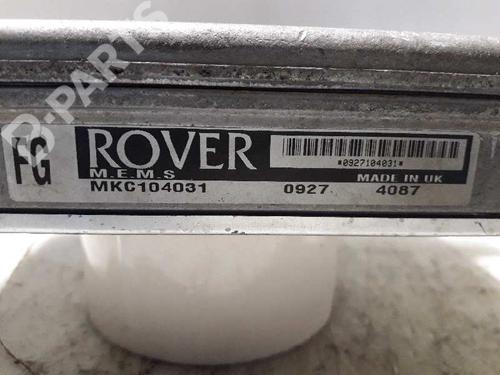 FG
ROVER
M.E.M.S
MKC104031 0927 4087
*0927104031*
MADE IN UK
B-PARTS